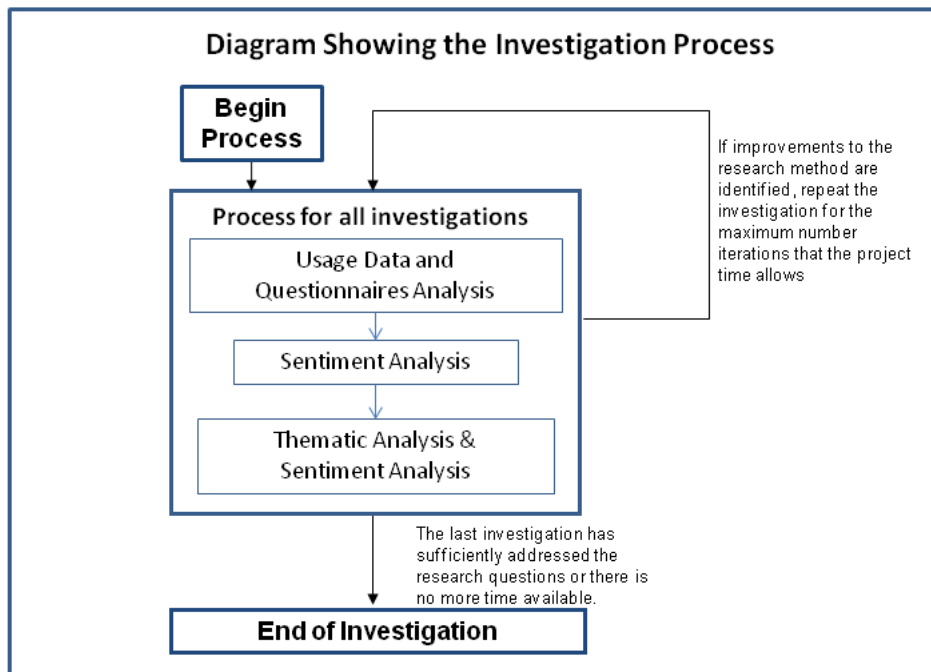 Diagram Showing the Investigation Process
Begin
Process
If improvements to the
research method are
identified, repeat the
investigation for the
maximum number
iterations that the project
time allows
Process for all investigations
Usage Data and
Questionnaires Analysis
Sentiment Analysis
Thematic Analysis &
Sentiment Analysis
The last investigation has
sufficiently addressed the
research questions or there is
no more time available.
End of Investigation